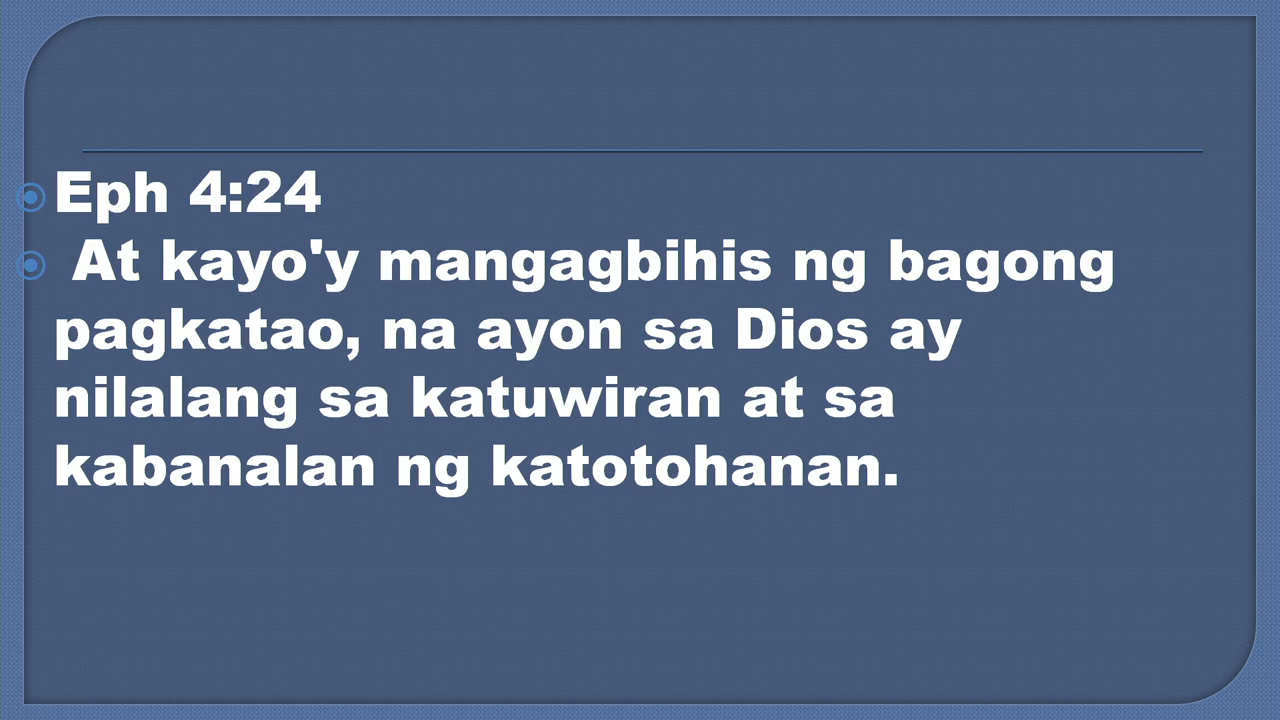 Eph 4:24
At kayo'y mangagbihis ng bagong
pagkatao, na ayon sa Dios ay
nilalang sa katuwiran at sa
kabanalan ng katotohanan.